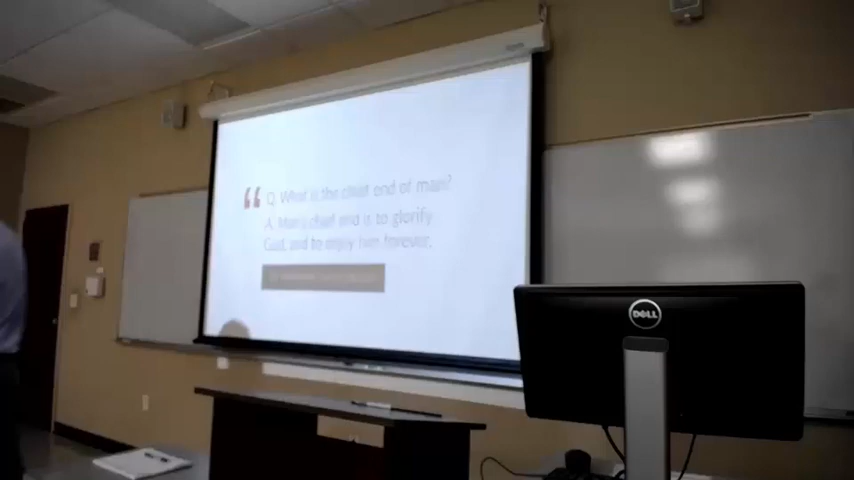 Q. What is the chief end of man?
A. Man's chief end is to glorify
God, and to enjoy him forever.
DELL